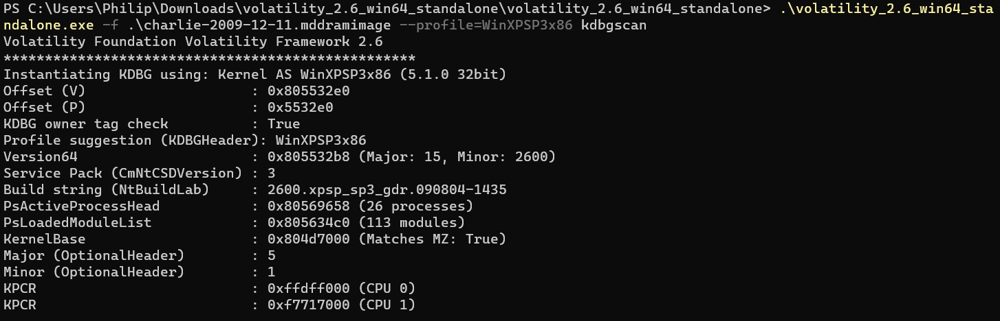 PS C:\Users\Philip\Downloads\volatility_2.6_win64_standalone\volatility_2.6_win64_standalone> .\volatility_2.6_win64_sta
ndalone.exe -f .\charlie-2009-12-11.mddramimage --profile=WinXPSP3x86 kdbgscan
Volatility Foundation Volatility Framework 2.6
**************************************************
Instantiating KDBG using: Kernel AS WinXPSP3x86 (5.1.0 32bit)
Offset (V)                    : 0x805532e0
Offset (P)                    : 0x5532e0
KDBG owner tag check          : True
Profile suggestion (KDBGHeader): WinXPSP3x86
Version64                     : 0x805532b8 (Major: 15, Minor: 2600)
Service Pack (CmNtCSDVersion) : 3
Build string (NtBuildLab)     : 2600.xpsp_sp3_gdr.090804-1435
PsActiveProcessHead           : 0x80569658 (26 processes)
PsLoadedModuleList            : 0x805634c0 (113 modules)
KernelBase                    : 0x804d7000 (Matches MZ: True)
Major (OptionalHeader)        : 5
Minor (OptionalHeader)        : 1
KPCR                          : 0xffdff000 (CPU 0)
KPCR                          : 0xf7717000 (CPU 1)